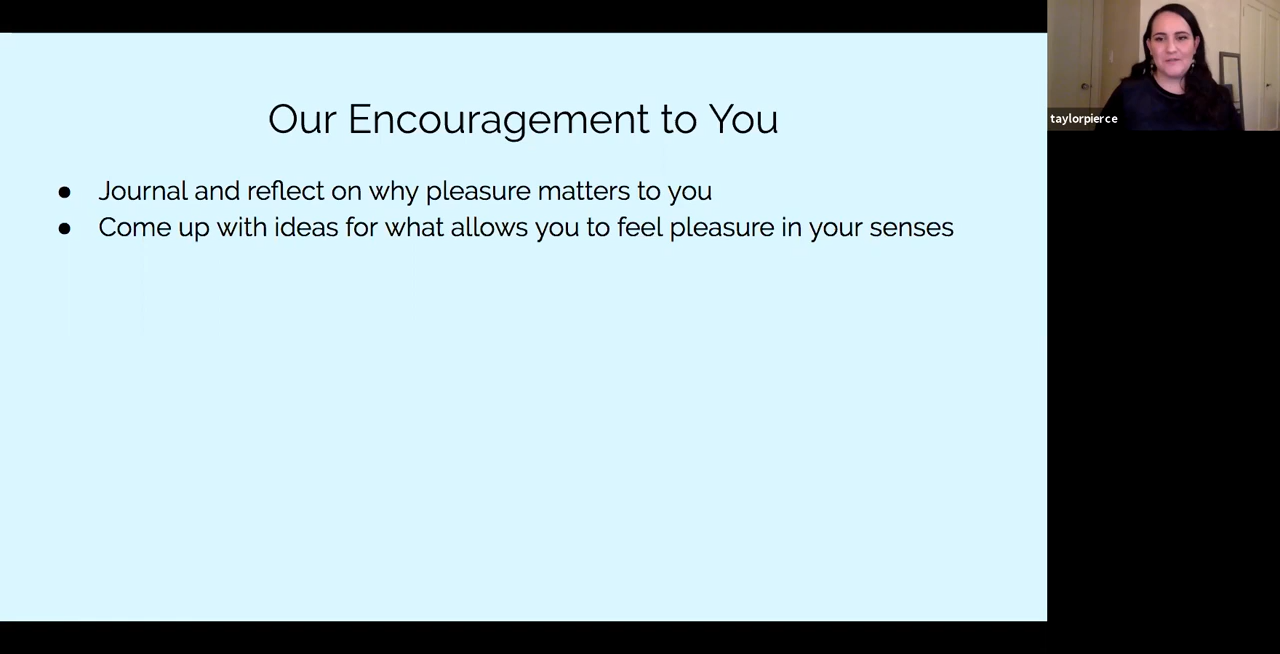 Our Encouragement to You
● Journal and reflect on why pleasure matters to you
● Come up with ideas for what allows you to feel pleasure in your senses
taylorpierce